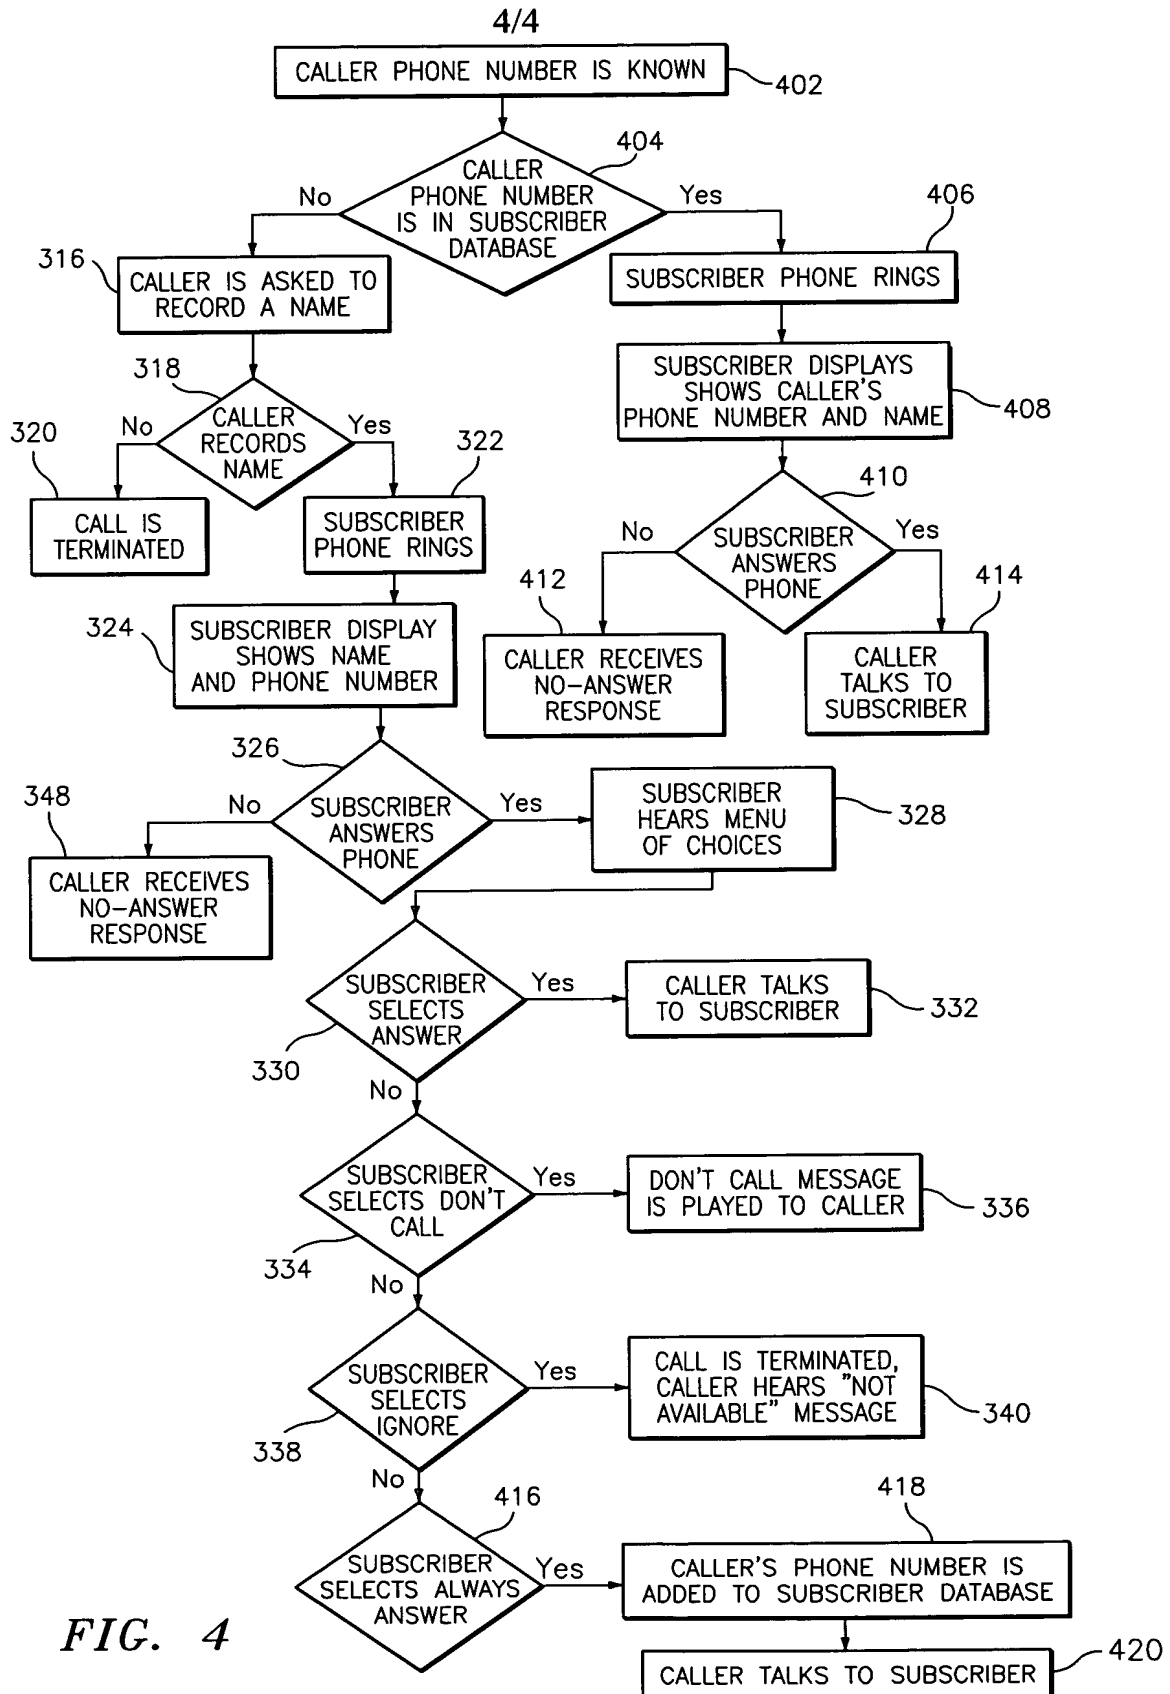 4/4
CALLER PHONE NUMBER IS KNOWN
402
404
CALLER
PHONE NUMBER
IS IN SUBSCRIBER
DATABASE
No
Yes
406
316
CALLER IS ASKED TO
RECORD A NAME
SUBSCRIBER PHONE RINGS
318
CALLER
RECORDS
NAME
No
Yes
SUBSCRIBER DISPLAYS
SHOWS CALLER'S
PHONE NUMBER AND NAME
408
320
322
CALL IS
TERMINATED
SUBSCRIBER
PHONE RINGS
410
SUBSCRIBER
ANSWERS
PHONE
No
Yes
412
414
324
SUBSCRIBER DISPLAY
SHOWS NAME
AND PHONE NUMBER
CALLER RECEIVES
NO-ANSWER
RESPONSE
CALLER
TALKS TO
SUBSCRIBER
326
SUBSCRIBER
ANSWERS
PHONE
No
Yes
SUBSCRIBER
HEARS MENU
OF CHOICES
328
348
CALLER RECEIVES
NO-ANSWER
RESPONSE
SUBSCRIBER
SELECTS
ANSWER
Yes
CALLER TALKS
TO SUBSCRIBER
332
330
No
SUBSCRIBER
SELECTS DON'T
CALL
Yes
DON'T CALL MESSAGE
IS PLAYED TO CALLER
336
334
No
SUBSCRIBER
SELECTS
IGNORE
Yes
CALL IS TERMINATED,
CALLER HEARS "NOT
AVAILABLE" MESSAGE
340
338
No
416
418
SUBSCRIBER
SELECTS ALWAYS
ANSWER
Yes
CALLER'S PHONE NUMBER IS
ADDED TO SUBSCRIBER DATABASE
CALLER TALKS TO SUBSCRIBER
420
FIG. 4